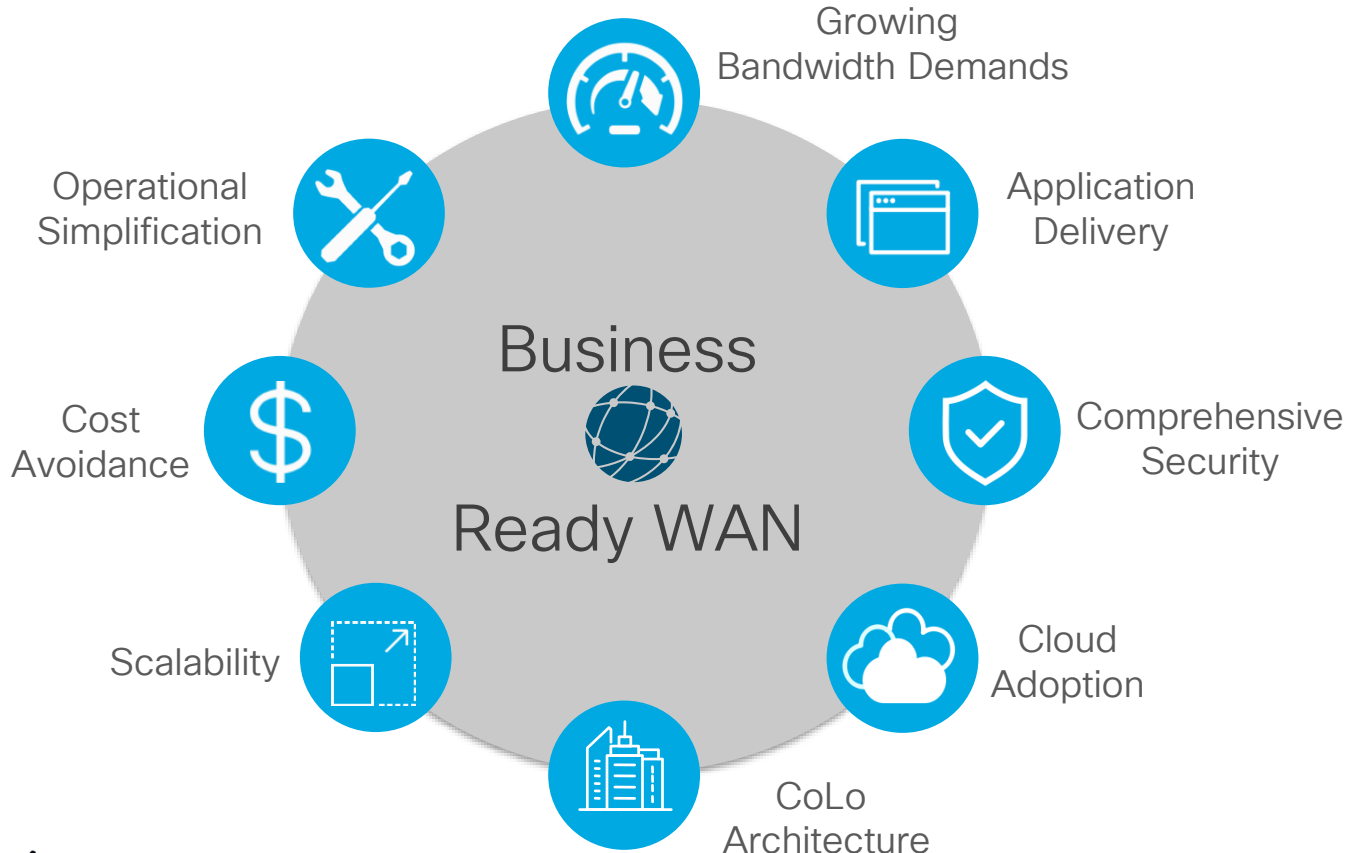 Growing
Bandwidth Demands
Application
Delivery
Comprehensive
Security
Cloud
Adoption
CoLo
Architecture
Scalability
Cost
Avoidance
Operational
Simplification
Business
Ready WAN